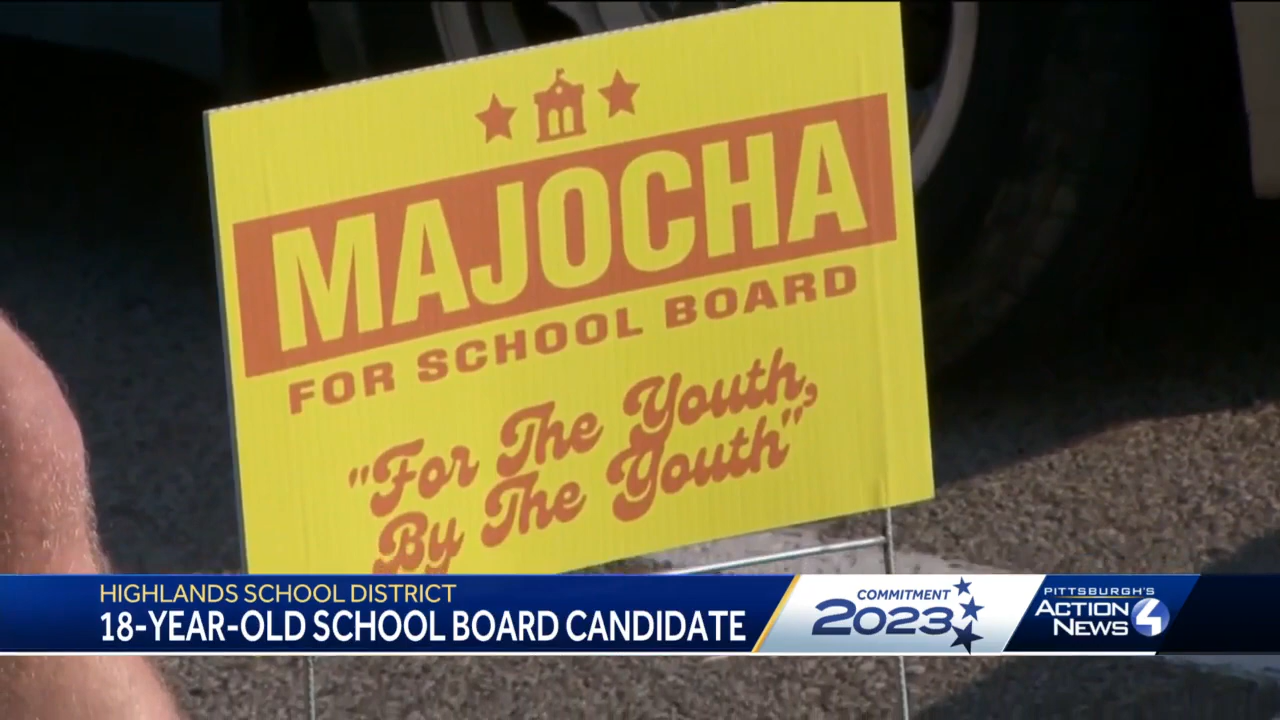 MAJOCHA
FOR SCHOOL BOARD
"For The Youth,
By The Youth"
HIGHLANDS SCHOOL DISTRICT
18-YEAR-OLD SCHOOL BOARD CANDIDATE
COMMITMENT
2023
PITTSBURGH'S
ACTION
NEWS 4